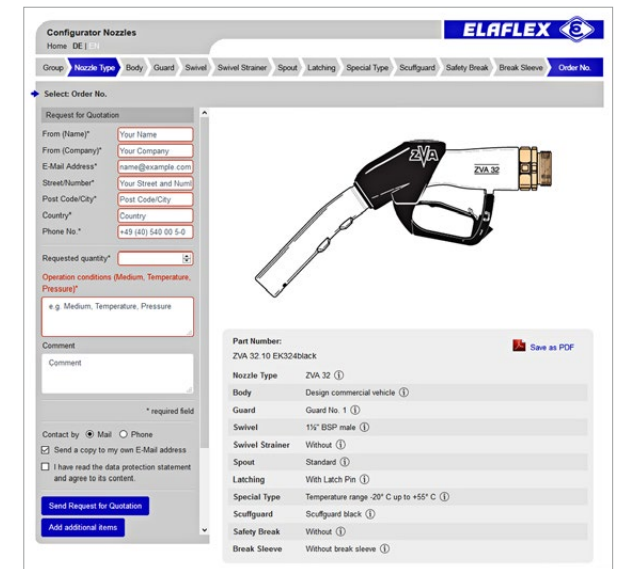 Configurator Nozzles
ELAFLEX
Home DE | EN
Group Nozzle Type Body Guard Swivel Swivel Strainer Spout Latching Special Type Scuffguard Safety Break Break Sleeve Order No.
Select: Order No.
Request for Quotation
From (Name)* Your Name
From (Company)* Your Company
E-Mail Address* name@example.com
Street/Number* Your Street and Numl
Post Code/City* Post Code/City
Country* Country
Phone No.* +49 (40) 540 00 5-0
Requested quantity*
Operation conditions (Medium, Temperature,
Pressure)*
e.g. Medium, Temperature, Pressure
Comment
Comment
* required field
Contact by Mail Phone
Send a copy to my own E-Mail address
I have read the data protection statement
and agree to its content.
Send Request for Quotation
Add additional items
ZVA
ZVA 32
Part Number:
ZVA 32.10 EK324black
Save as PDF
Nozzle Type ZVA 32
Body Design commercial vehicle
Guard Guard No. 1
Swivel 1½" BSP male
Swivel Strainer Without
Spout Standard
Latching With Latch Pin
Special Type Temperature range -20° C up to +55° C
Scuffguard Scuffguard black
Safety Break Without
Break Sleeve Without break sleeve